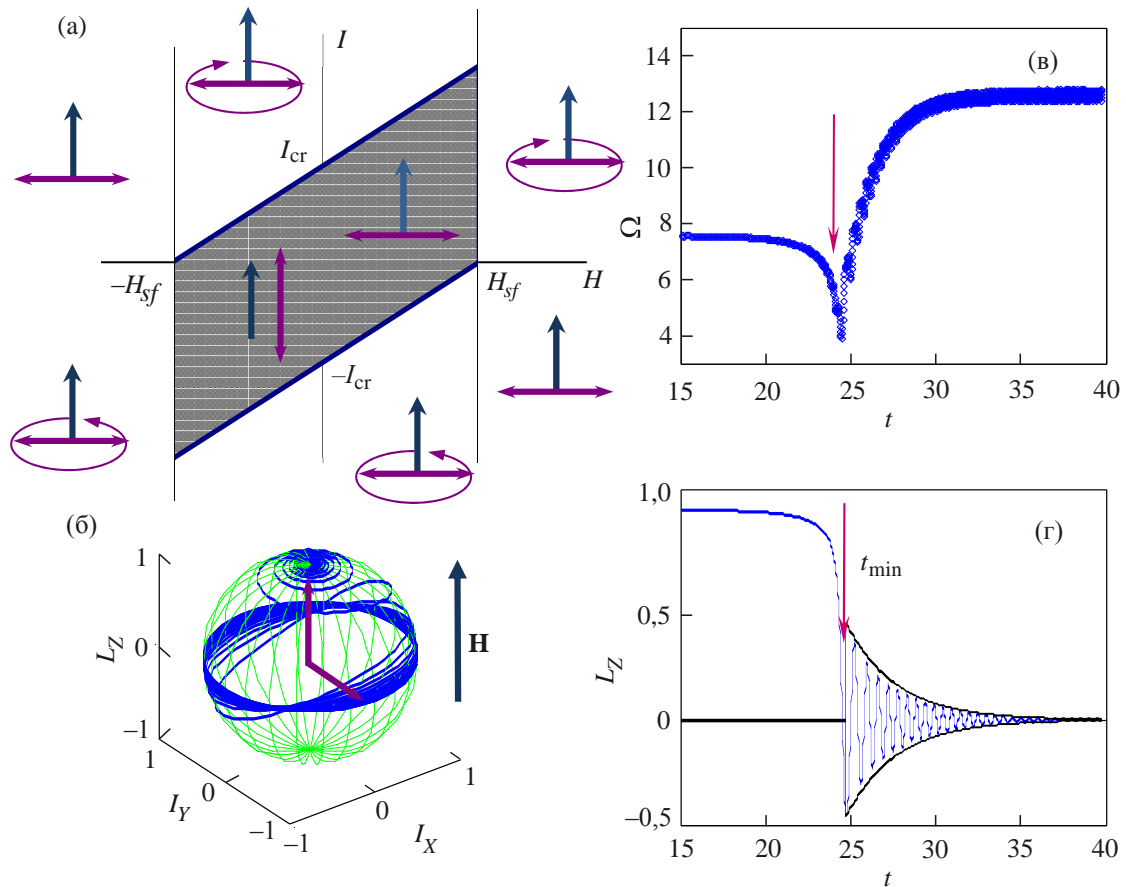 (а)
I
I_cr
–H_sf
H_sf
H
–I_cr
(б)
1
0
–1
L_Z
1
0
–1
I_Y
–1
0
1
I_X
H
(в)
14
12
10
8
6
4
Ω
15 20 25 30 35 40
t
(г)
1,0
0,5
0
–0,5
L_Z
t_min
15 20 25 30 35 40
t